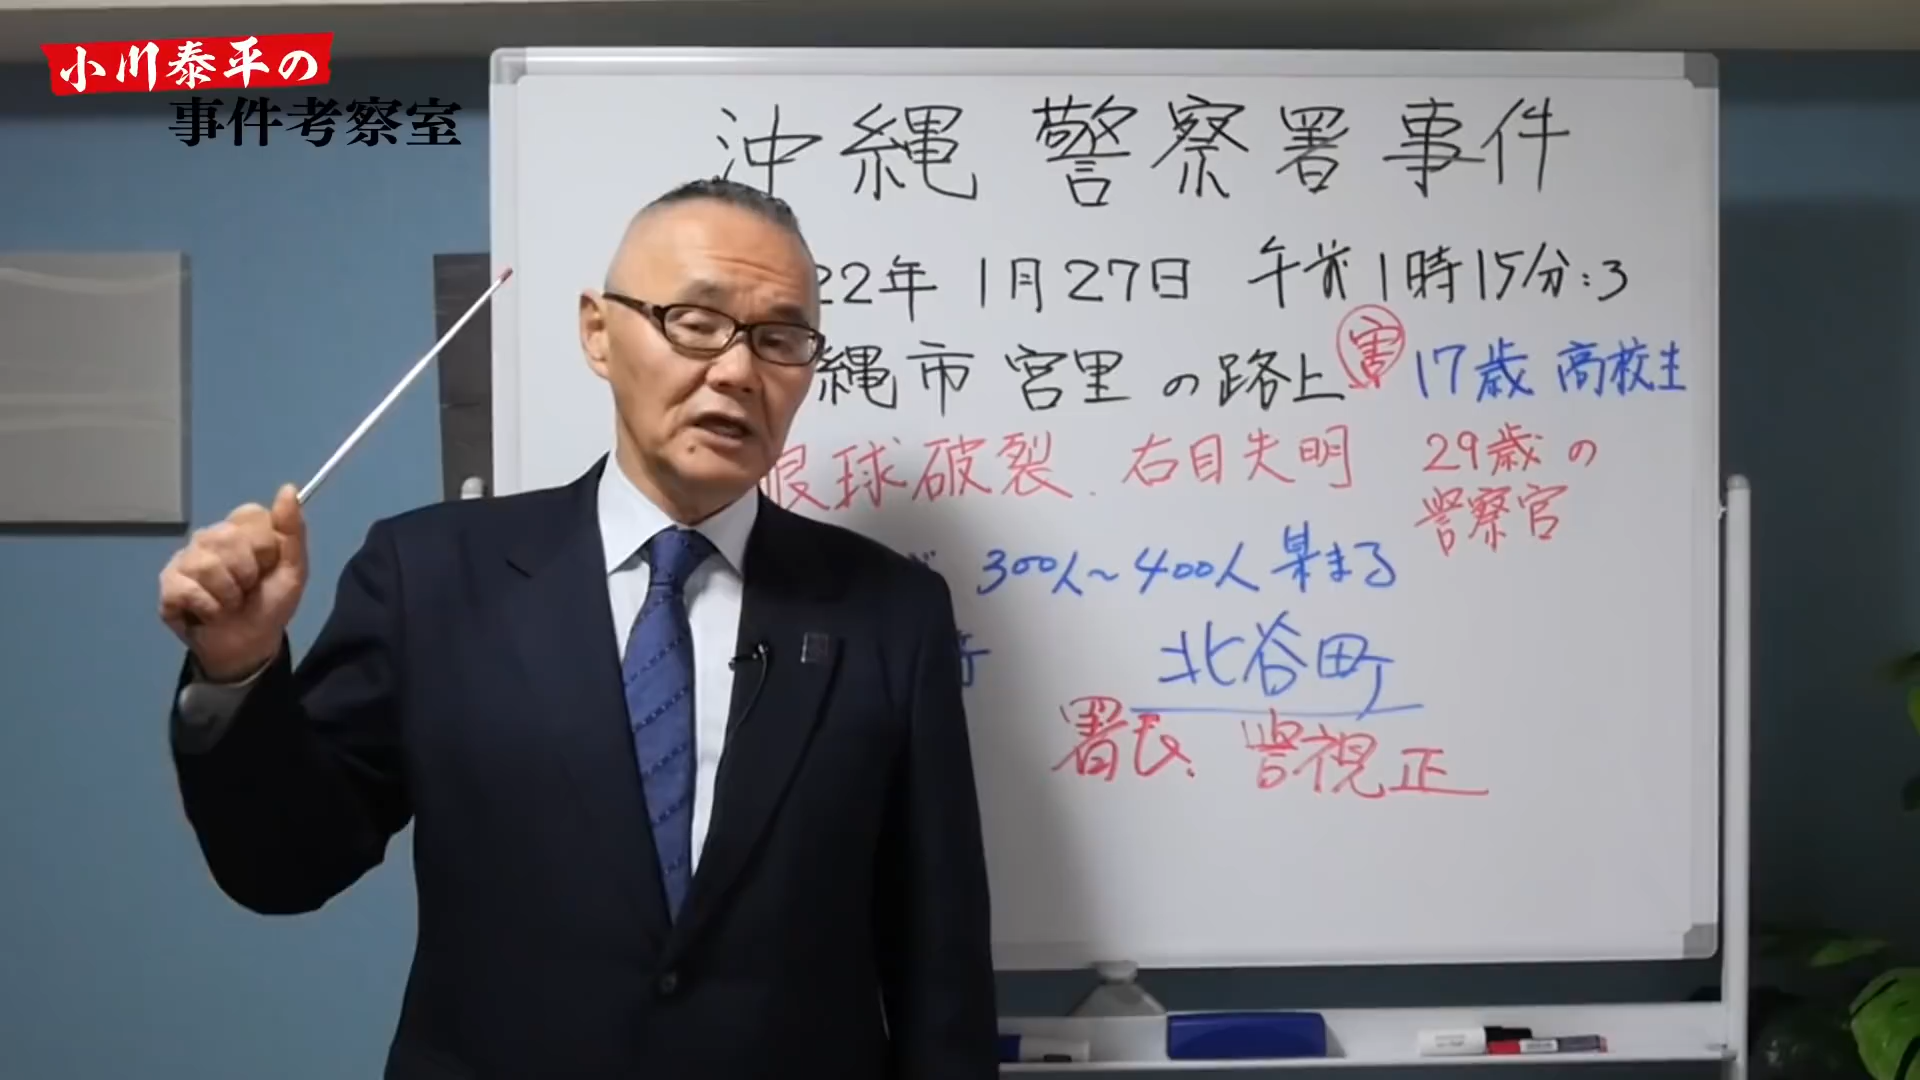 小川泰平の
事件考察室
沖縄 警察署事件
22年 1月27日 午前1時15分:3
縄市 宮里の路上 害 17歳 高校生
眼球破裂. 右目失明 29歳の
警察官
300人~400人 集まる
北谷町
署長、警視正